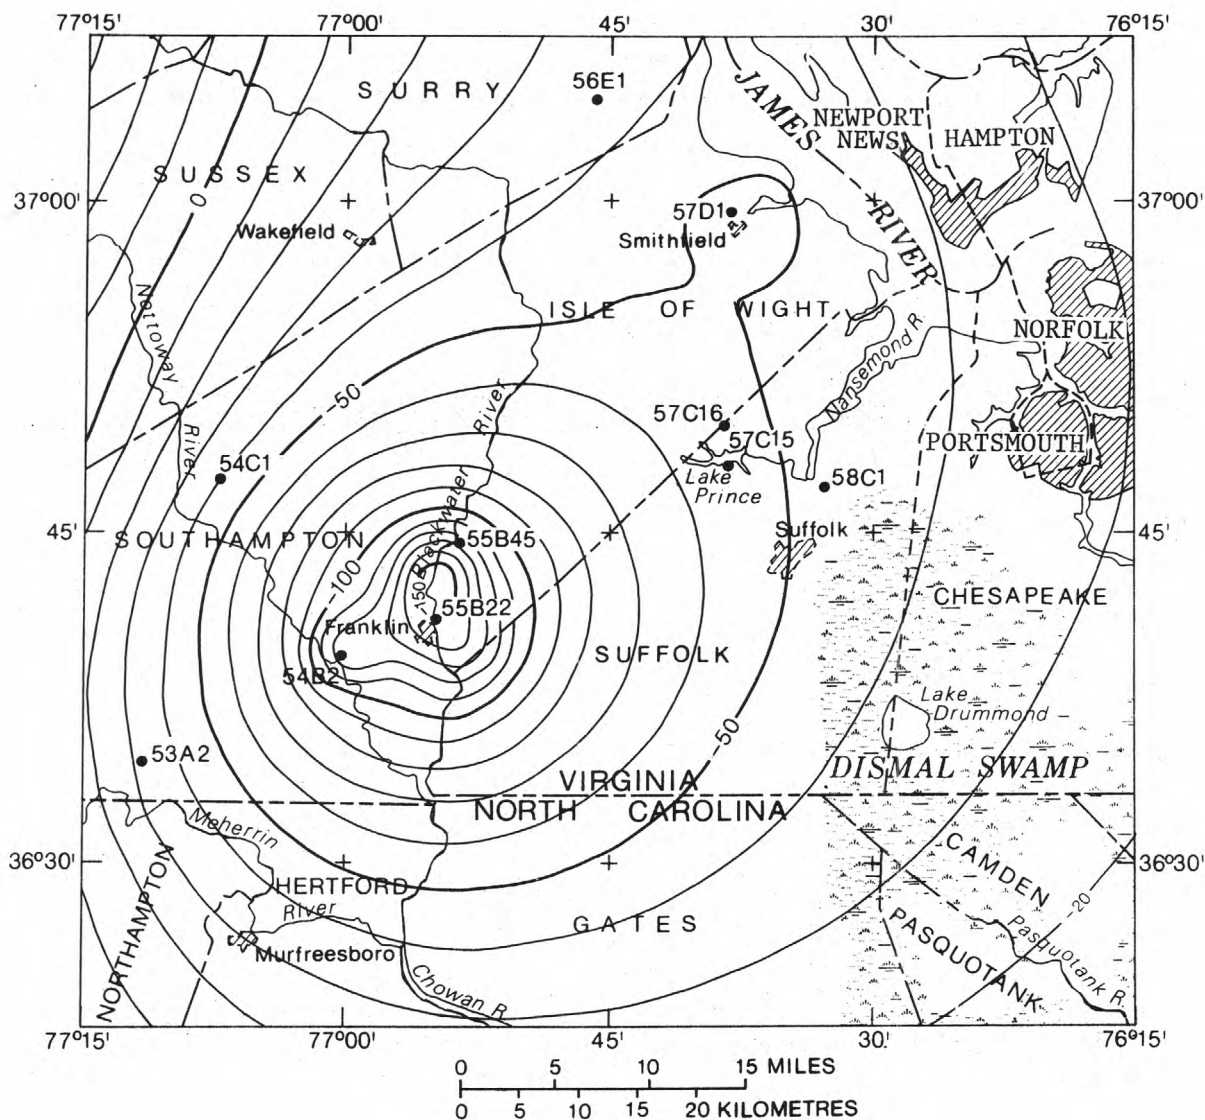 77°15'
77°00'
45'
30'
76°15'
56E1
SURRY
JAMES
RIVER
NEWPORT
NEWS
HAMPTON
SUSSEX
0
37°00'
37°00'
57D1
Smithfield
Wakefield
Nottoway
River
ISLE OF WIGHT
NORFOLK
Nansemond R.
-50
River
57C16
57C15
PORTSMOUTH
54C1
Lake
Prince
58C1
45'
45'
SOUTHAMPTON
Blackwater
55B45
Suffolk
-100
-150
CHESAPEAKE
55B22
Franklin
SUFFOLK
54B2
Lake
Drummond
-50
53A2
VIRGINIA
DISMAL SWAMP
NORTH CAROLINA
Meherrin
River
36°30'
36°30'
CAMDEN
HERTFORD
NORTHAMPTON
-20
GATES
PASQUOTANK
Pasquotank R.
Murfreesboro
Chowan R.
77°15'
77°00'
45'
30'
76°15'
0 5 10 15 MILES
0 5 10 15 20 KILOMETRES